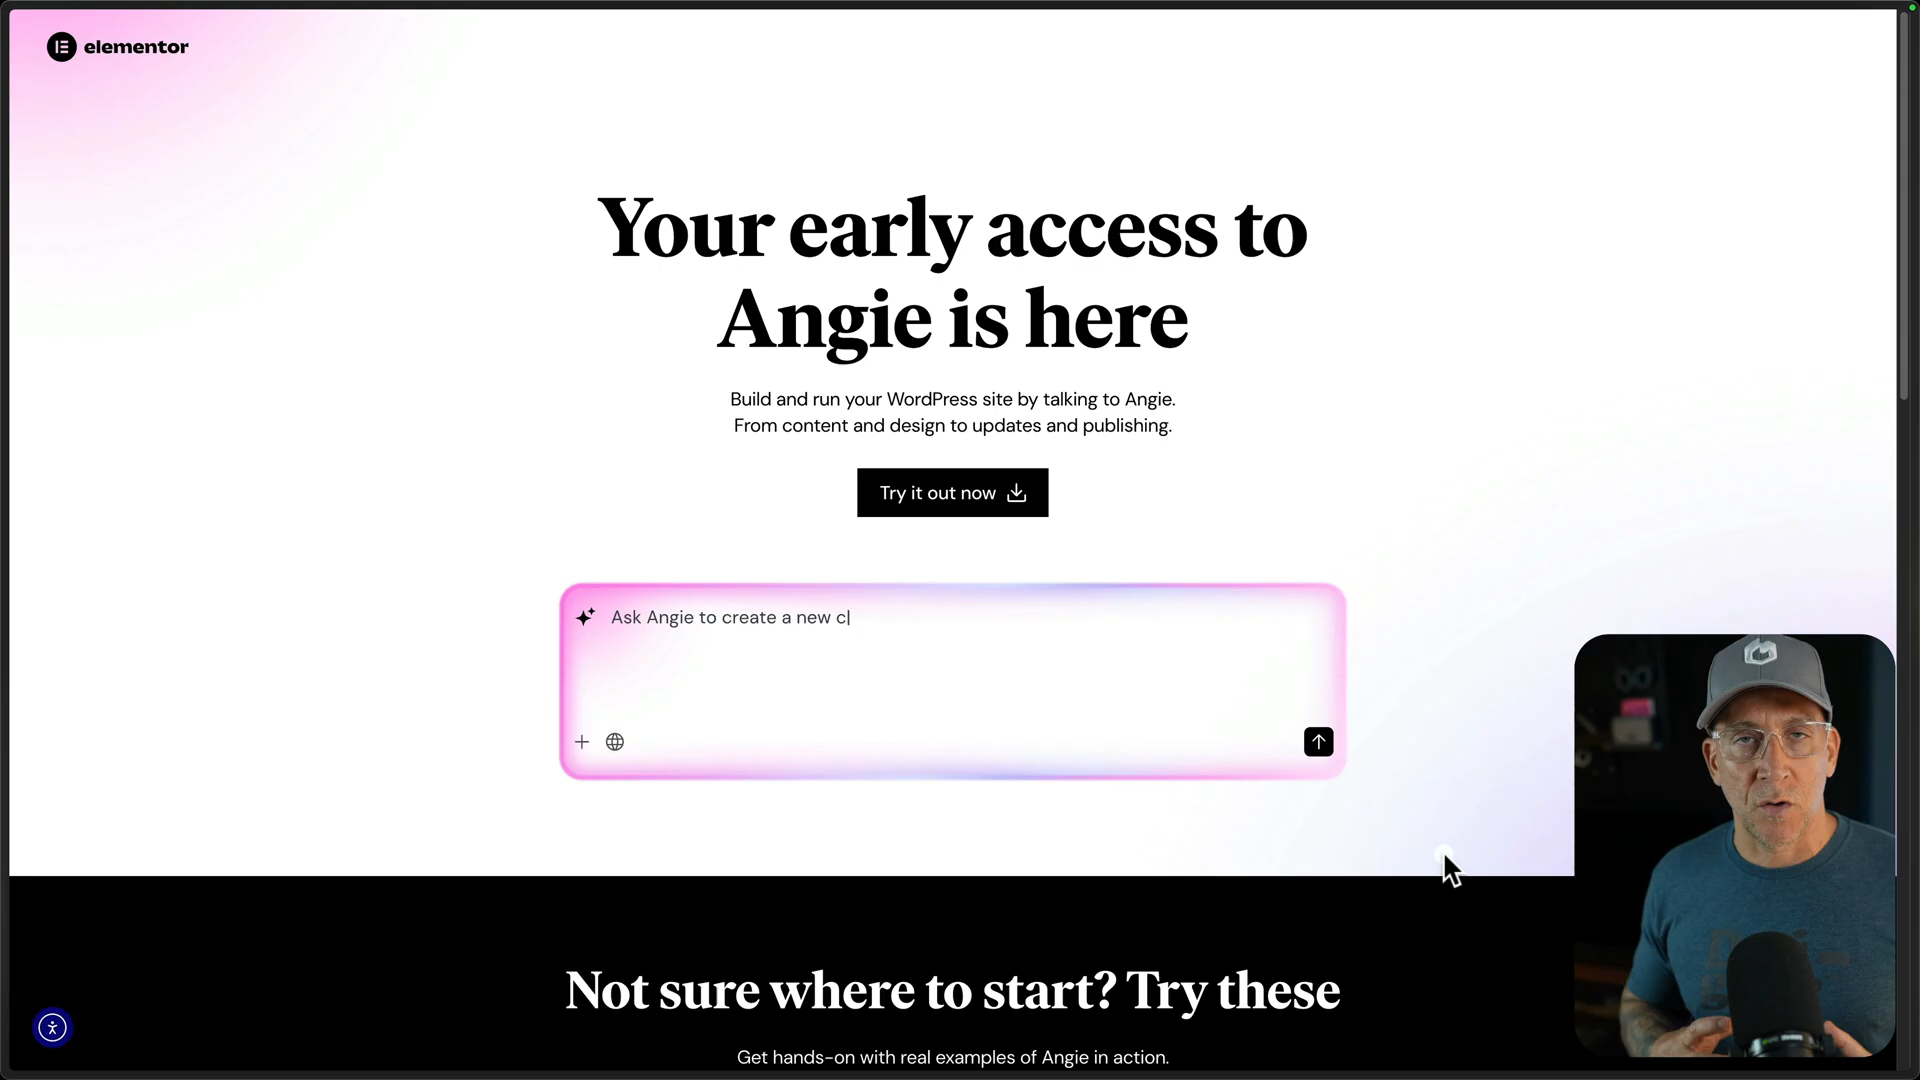 elementor
Your early access to
Angie is here
Build and run your WordPress site by talking to Angie.
From content and design to updates and publishing.
Try it out now
Ask Angie to create a new c
Not sure where to start? Try these
Get hands-on with real examples of Angie in action.